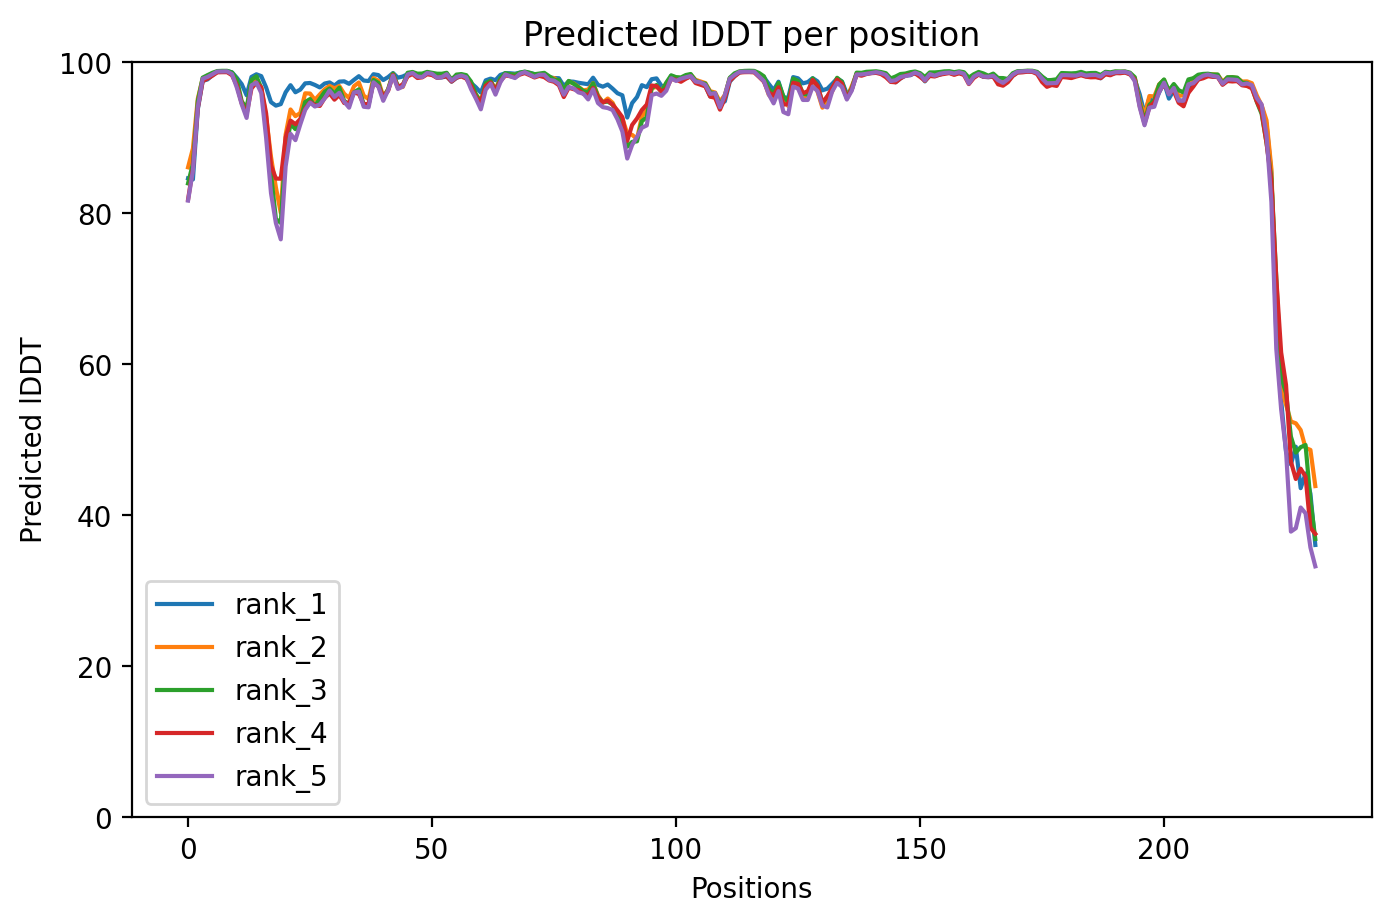 Predicted lDDT per position
100
80
60
40
20
0
Predicted lDDT
rank_1
rank_2
rank_3
rank_4
rank_5
0 50 100 150 200
Positions